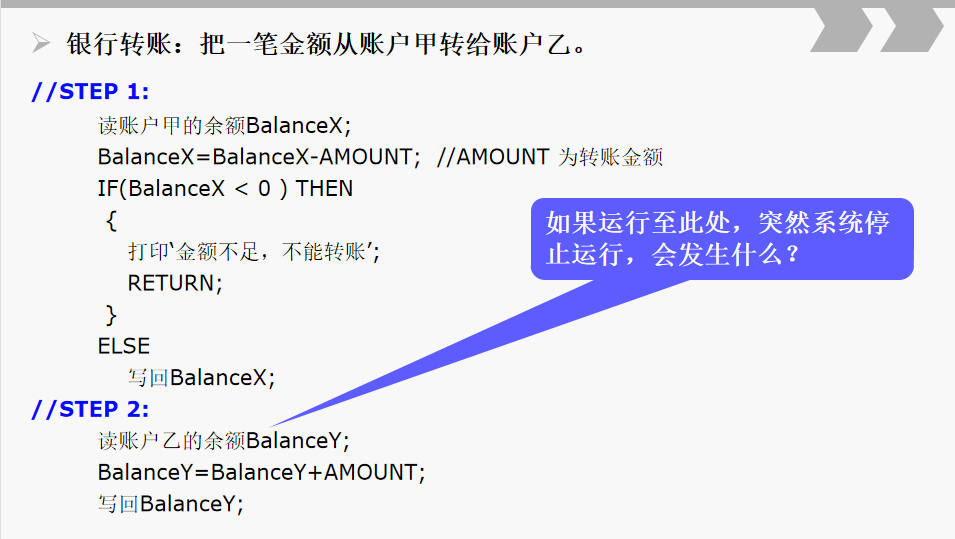 银行转账：把一笔金额从账户甲转给账户乙。
//STEP 1:
读账户甲的余额BalanceX;
BalanceX=BalanceX-AMOUNT; //AMOUNT 为转账金额
IF(BalanceX < 0 ) THEN
{
打印‘金额不足，不能转账’;
RETURN;
}
ELSE
写回BalanceX;
//STEP 2:
读账户乙的余额BalanceY;
BalanceY=BalanceY+AMOUNT;
写回BalanceY;
如果运行至此处，突然系统停
止运行，会发生什么？